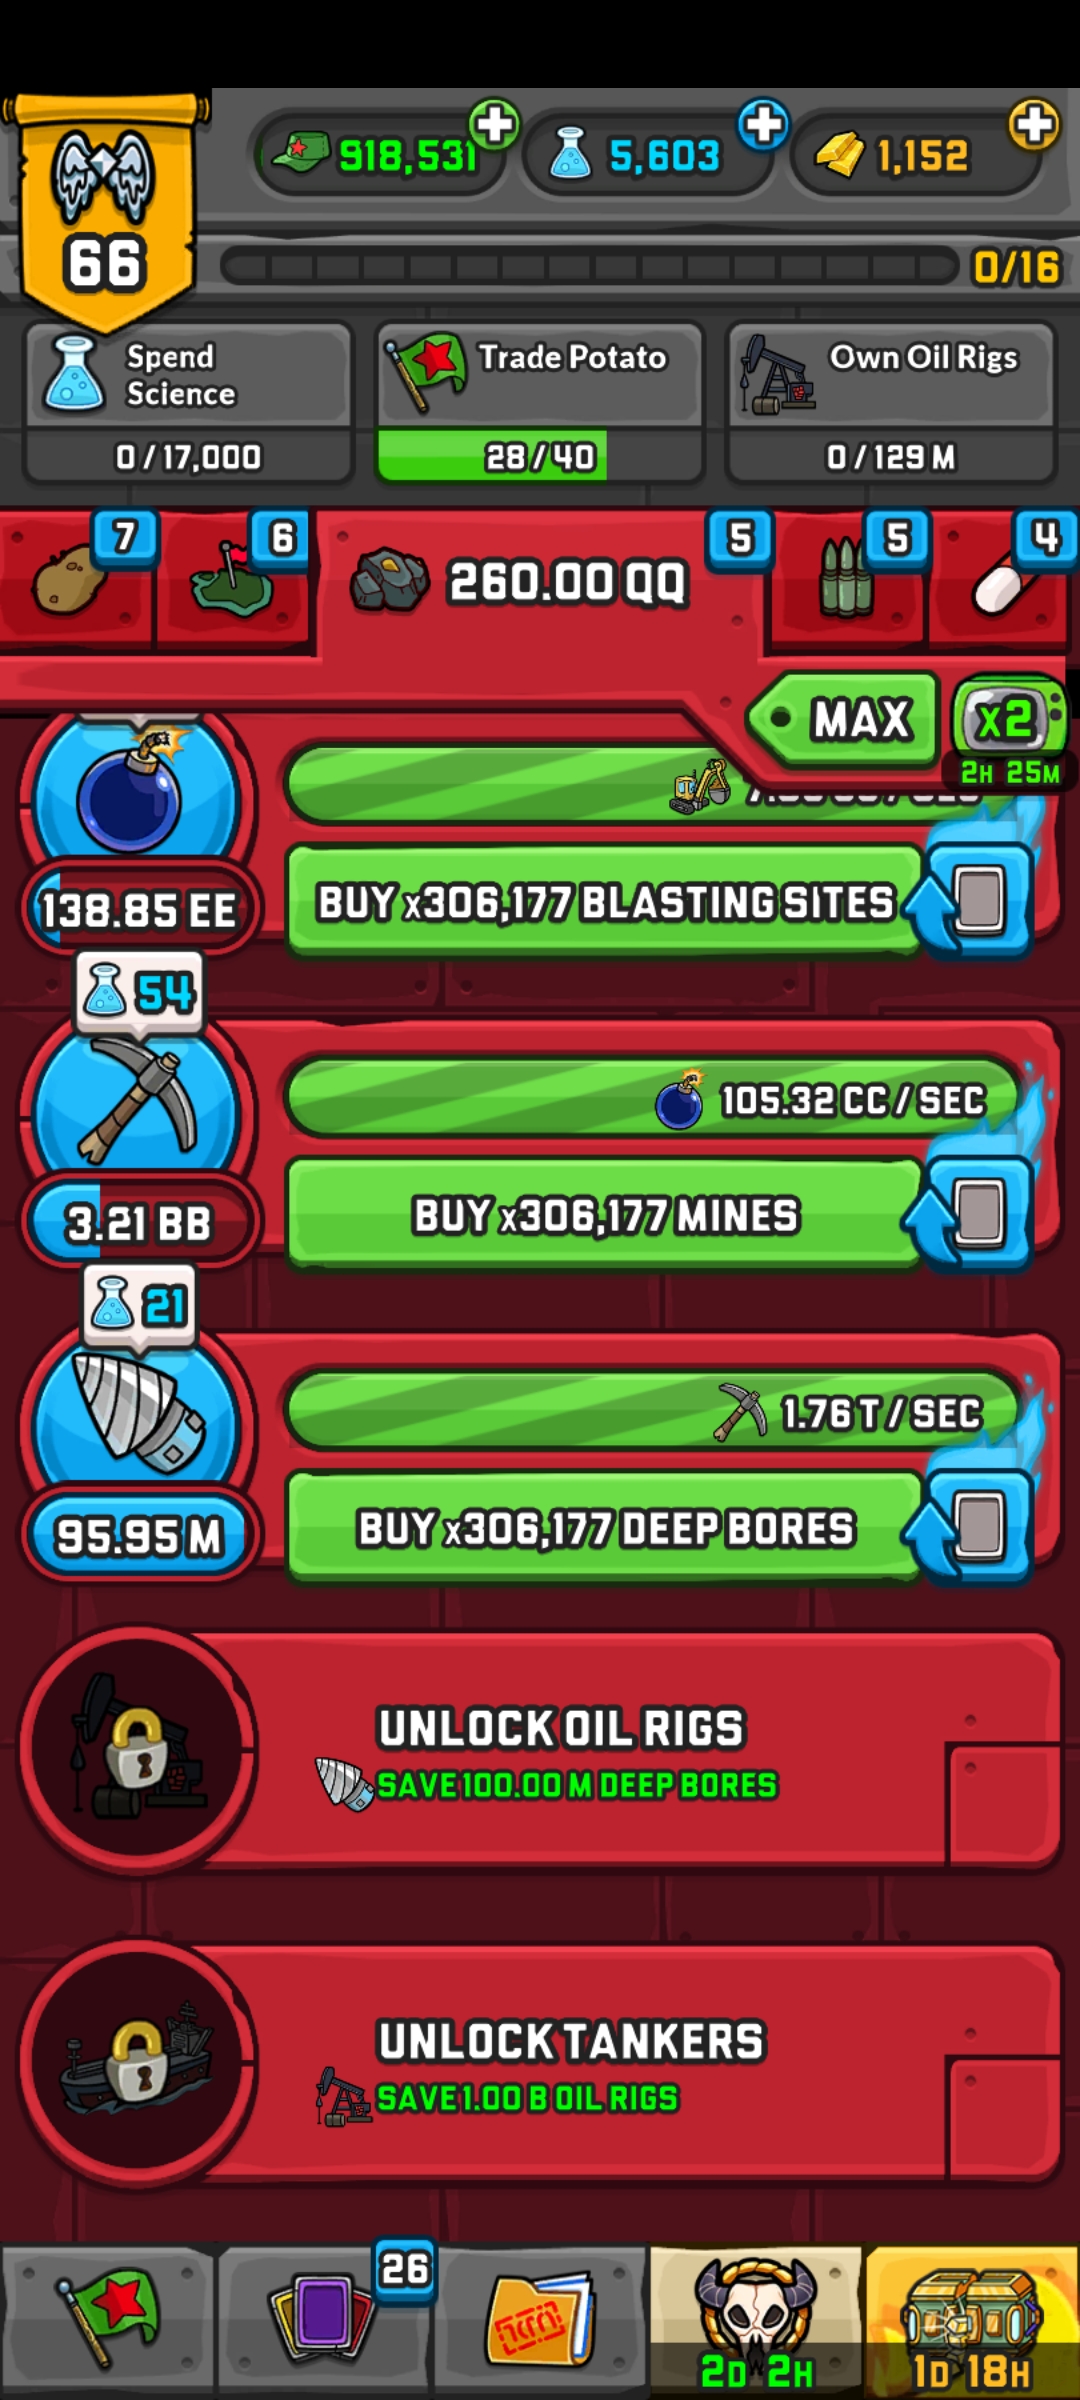 918,531
5,603
1,152
66
0/16
Spend
Science
0/17,000
Trade Potato
28/40
Own Oil Rigs
0/129 M
7
6
260.00 QQ
5
5
4
MAX
X2
2H 25M
138.85 EE
BUY x306,177 BLASTING SITES
54
105.32 CC / SEC
3.21 BB
BUY x306,177 MINES
21
1.76 T / SEC
95.95 M
BUY x306,177 DEEP BORES
UNLOCK OIL RIGS
SAVE 100.00 M DEEP BORES
UNLOCK TANKERS
SAVE 1.00 B OIL RIGS
26
2D 2H
1D 18H